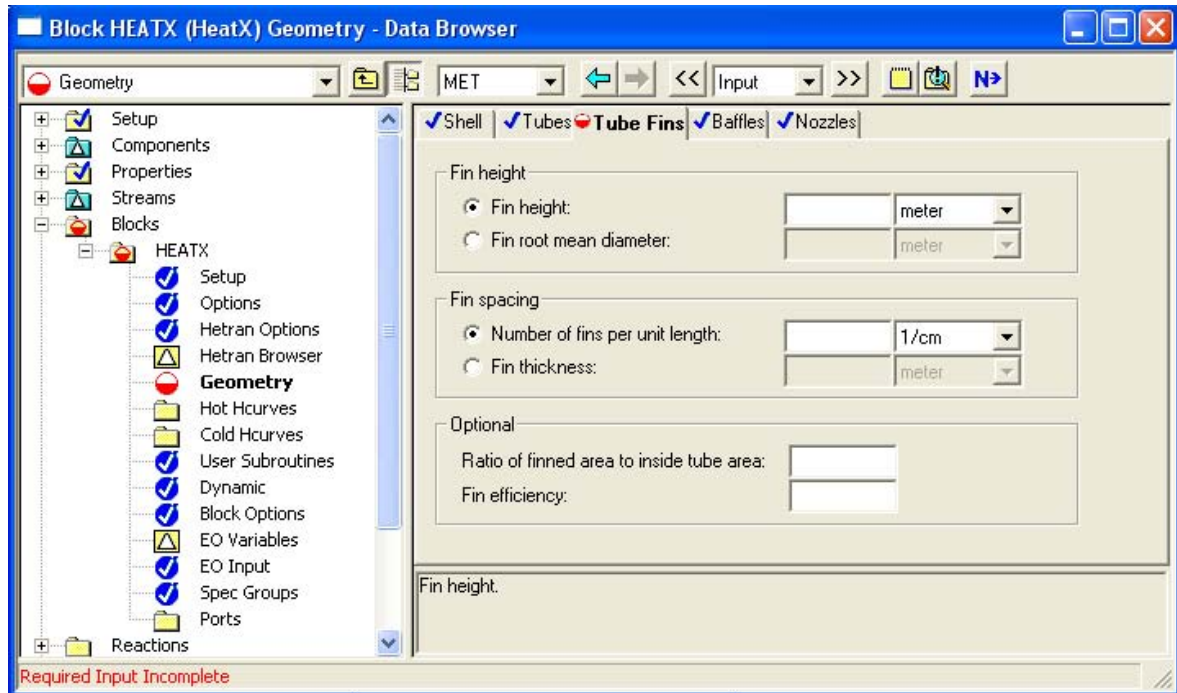 Block HEATX (HeatX) Geometry - Data Browser
Geometry MET << Input >> N>
Setup
Components
Properties
Streams
Blocks
HEATX
Setup
Options
Hetran Options
Hetran Browser
Geometry
Hot Hcurves
Cold Hcurves
User Subroutines
Dynamic
Block Options
EO Variables
EO Input
Spec Groups
Ports
Reactions
Shell Tubes Tube Fins Baffles Nozzles
Fin height
Fin height: meter
Fin root mean diameter: meter
Fin spacing
Number of fins per unit length: 1/cm
Fin thickness: meter
Optional
Ratio of finned area to inside tube area:
Fin efficiency:
Fin height.
Required Input Incomplete